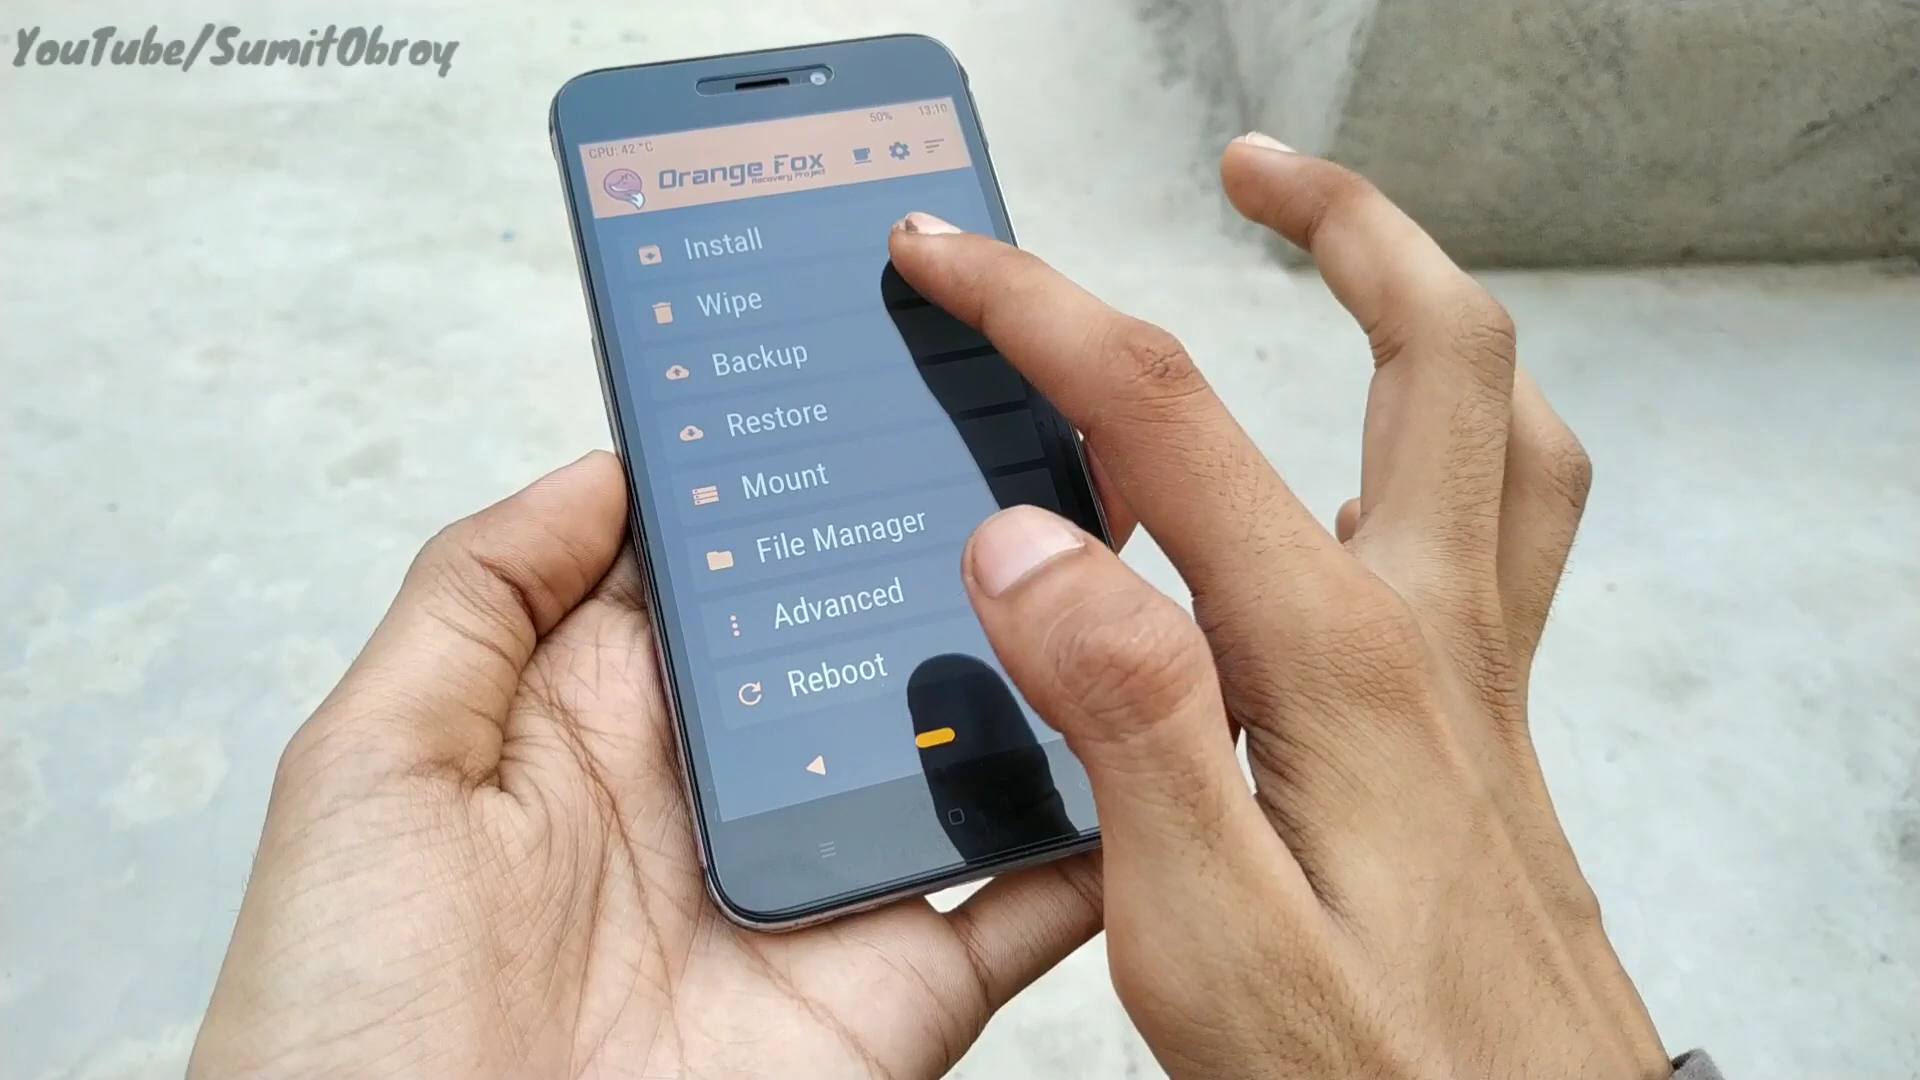 YouTube/SumitObroy
50% 13:10
CPU: 42 °C
Orange Fox
Recovery Project
Install
Wipe
Backup
Restore
Mount
File Manager
Advanced
Reboot